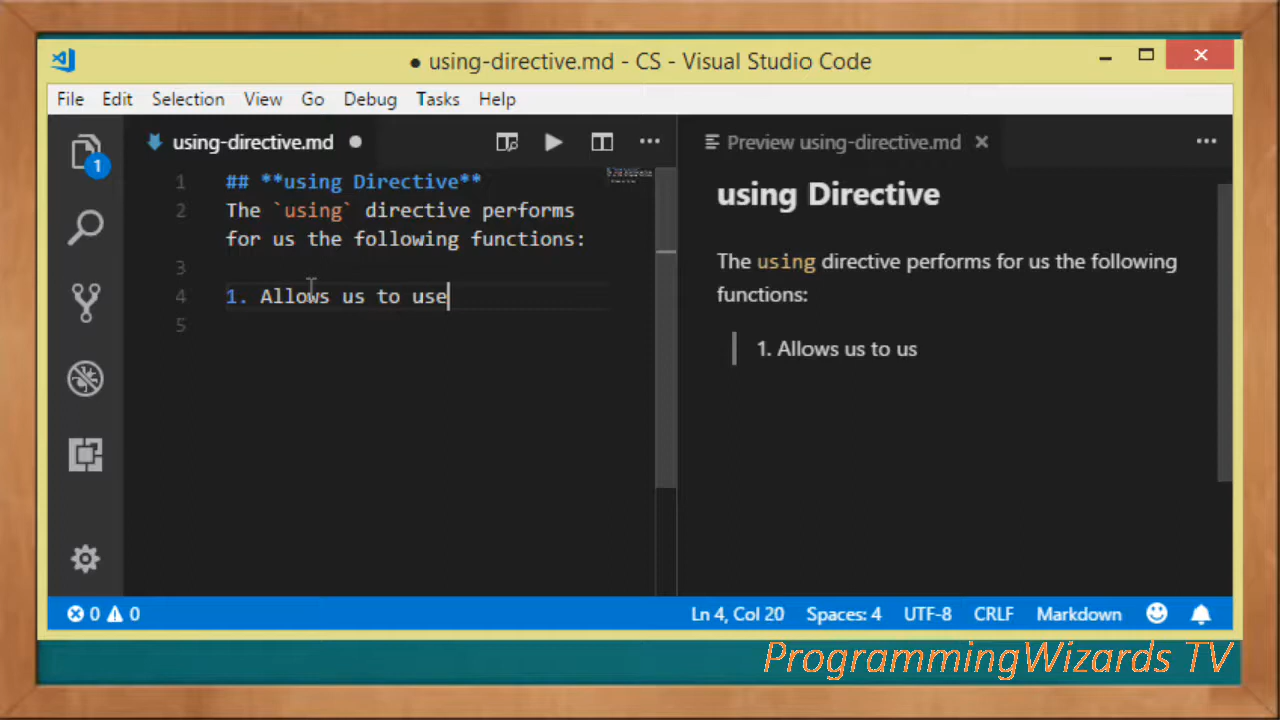 ● using-directive.md - CS - Visual Studio Code
File Edit Selection View Go Debug Tasks Help
using-directive.md
Preview using-directive.md
1
1 ## **using Directive**
2 The `using` directive performs
for us the following functions:
3
4 1. Allows us to use
5
using Directive
The using directive performs for us the following
functions:
1. Allows us to us
0 0
Ln 4, Col 20 Spaces: 4 UTF-8 CRLF Markdown
ProgrammingWizards TV